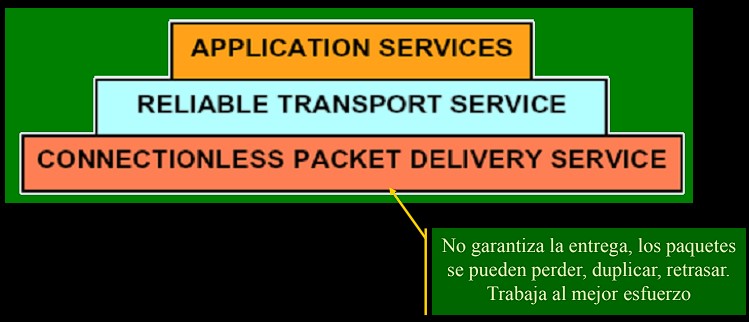 APPLICATION SERVICES
RELIABLE TRANSPORT SERVICE
CONNECTIONLESS PACKET DELIVERY SERVICE
No garantiza la entrega, los paquetes
se pueden perder, duplicar, retrasar.
Trabaja al mejor esfuerzo